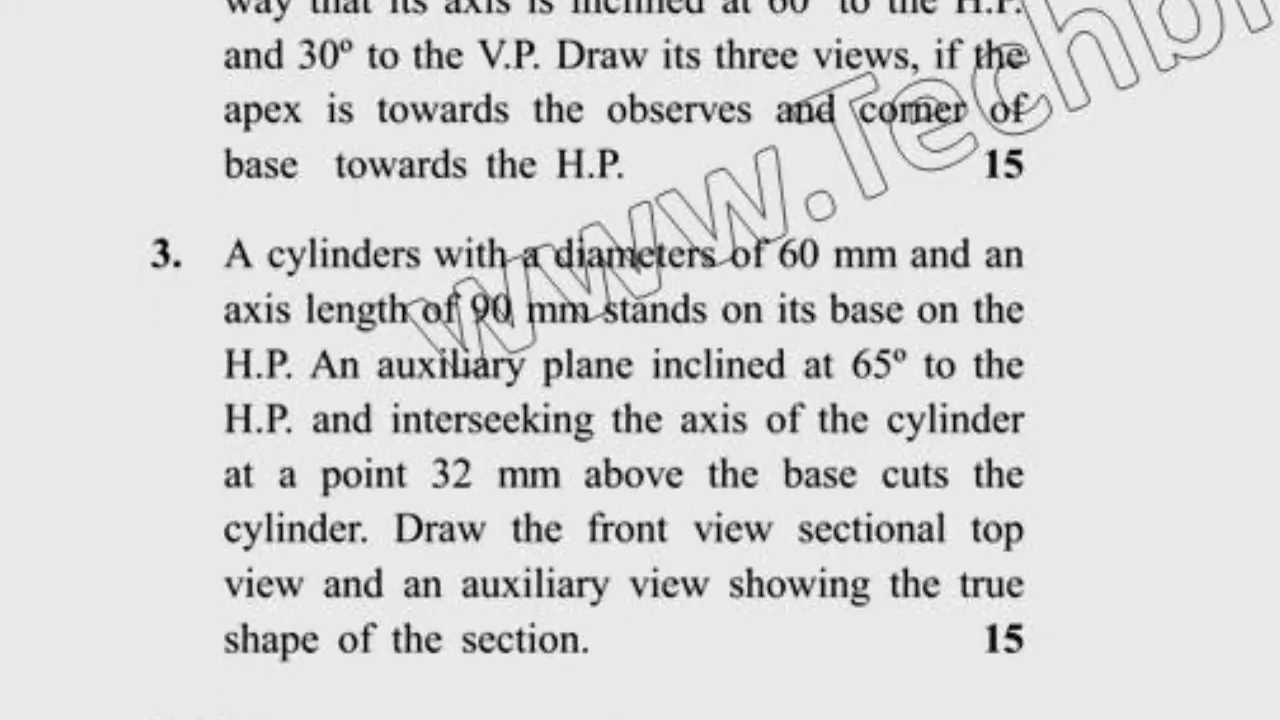 way that its axis is inclined at 60° to the H.P.
and 30º to the V.P. Draw its three views, if the
apex is towards the observes and corner of
base towards the H.P. 15
3. A cylinders with a diameters of 60 mm and an
axis length of 90 mm stands on its base on the
H.P. An auxiliary plane inclined at 65º to the
H.P. and interseeking the axis of the cylinder
at a point 32 mm above the base cuts the
cylinder. Draw the front view sectional top
view and an auxiliary view showing the true
shape of the section. 15